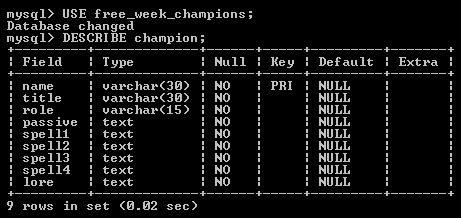 mysql> USE free_week_champions;
Database changed
mysql> DESCRIBE champion;
+---------+-------------+------+-----+---------+-------+
| Field   | Type        | Null | Key | Default | Extra |
+---------+-------------+------+-----+---------+-------+
| name    | varchar(30) | NO   | PRI | NULL    |       |
| title   | varchar(30) | NO   |     | NULL    |       |
| role    | varchar(15) | NO   |     | NULL    |       |
| passive | text        | NO   |     | NULL    |       |
| spell1  | text        | NO   |     | NULL    |       |
| spell2  | text        | NO   |     | NULL    |       |
| spell3  | text        | NO   |     | NULL    |       |
| spell4  | text        | NO   |     | NULL    |       |
| lore    | text        | NO   |     | NULL    |       |
+---------+-------------+------+-----+---------+-------+
9 rows in set (0.02 sec)